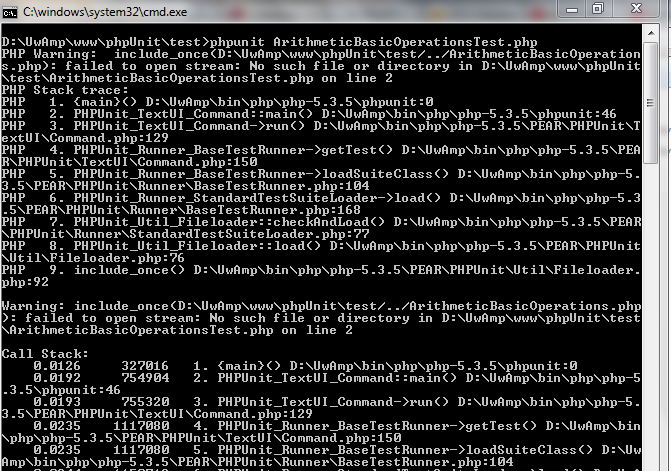 C:\windows\system32\cmd.exe
D:\UwAmp\www\phpUnit\test>phpunit ArithmeticBasicOperationsTest.php
PHP Warning:  include_once(D:\UwAmp\www\phpUnit\test/../ArithmeticBasicOperation
s.php): failed to open stream: No such file or directory in D:\UwAmp\www\phpUnit
\test\ArithmeticBasicOperationsTest.php on line 2
PHP Stack trace:
PHP   1. {main}() D:\UwAmp\bin\php\php-5.3.5\phpunit:0
PHP   2. PHPUnit_TextUI_Command::main() D:\UwAmp\bin\php\php-5.3.5\phpunit:46
PHP   3. PHPUnit_TextUI_Command->run() D:\UwAmp\bin\php\php-5.3.5\PEAR\PHPUnit\T
extUI\Command.php:129
PHP   4. PHPUnit_Runner_BaseTestRunner->getTest() D:\UwAmp\bin\php\php-5.3.5\PEA
R\PHPUnit\TextUI\Command.php:150
PHP   5. PHPUnit_Runner_BaseTestRunner->loadSuiteClass() D:\UwAmp\bin\php\php-5.
3.5\PEAR\PHPUnit\Runner\BaseTestRunner.php:104
PHP   6. PHPUnit_Runner_StandardTestSuiteLoader->load() D:\UwAmp\bin\php\php-5.3
.5\PEAR\PHPUnit\Runner\BaseTestRunner.php:168
PHP   7. PHPUnit_Util_Fileloader::checkAndLoad() D:\UwAmp\bin\php\php-5.3.5\PEAR
\PHPUnit\Runner\StandardTestSuiteLoader.php:77
PHP   8. PHPUnit_Util_Fileloader::load() D:\UwAmp\bin\php\php-5.3.5\PEAR\PHPUnit
\Util\Fileloader.php:76
PHP   9. include_once() D:\UwAmp\bin\php\php-5.3.5\PEAR\PHPUnit\Util\Fileloader.
php:92
Warning: include_once(D:\UwAmp\www\phpUnit\test/../ArithmeticBasicOperations.php
): failed to open stream: No such file or directory in D:\UwAmp\www\phpUnit\test
\ArithmeticBasicOperationsTest.php on line 2
Call Stack:
    0.0126     327016   1. {main}() D:\UwAmp\bin\php\php-5.3.5\phpunit:0
    0.0192     754904   2. PHPUnit_TextUI_Command::main() D:\UwAmp\bin\php\php-5
.3.5\phpunit:46
    0.0193     755320   3. PHPUnit_TextUI_Command->run() D:\UwAmp\bin\php\php-5.
3.5\PEAR\PHPUnit\TextUI\Command.php:129
    0.0235    1117080   4. PHPUnit_Runner_BaseTestRunner->getTest() D:\UwAmp\bin
\php\php-5.3.5\PEAR\PHPUnit\TextUI\Command.php:150
    0.0235    1117080   5. PHPUnit_Runner_BaseTestRunner->loadSuiteClass() D:\Uw
Amp\bin\php\php-5.3.5\PEAR\PHPUnit\Runner\BaseTestRunner.php:104